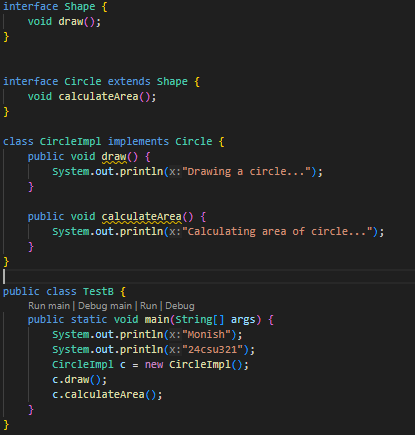 interface Shape {
    void draw();
}
interface Circle extends Shape {
    void calculateArea();
}
class CircleImpl implements Circle {
    public void draw() {
        System.out.println(x:"Drawing a circle...");
    }
    public void calculateArea() {
        System.out.println(x:"Calculating area of circle...");
    }
}
public class TestB {
    Run main | Debug main | Run | Debug
    public static void main(String[] args) {
        System.out.println(x:"Monish");
        System.out.println(x:"24csu321");
        CircleImpl c = new CircleImpl();
        c.draw();
        c.calculateArea();
    }
}